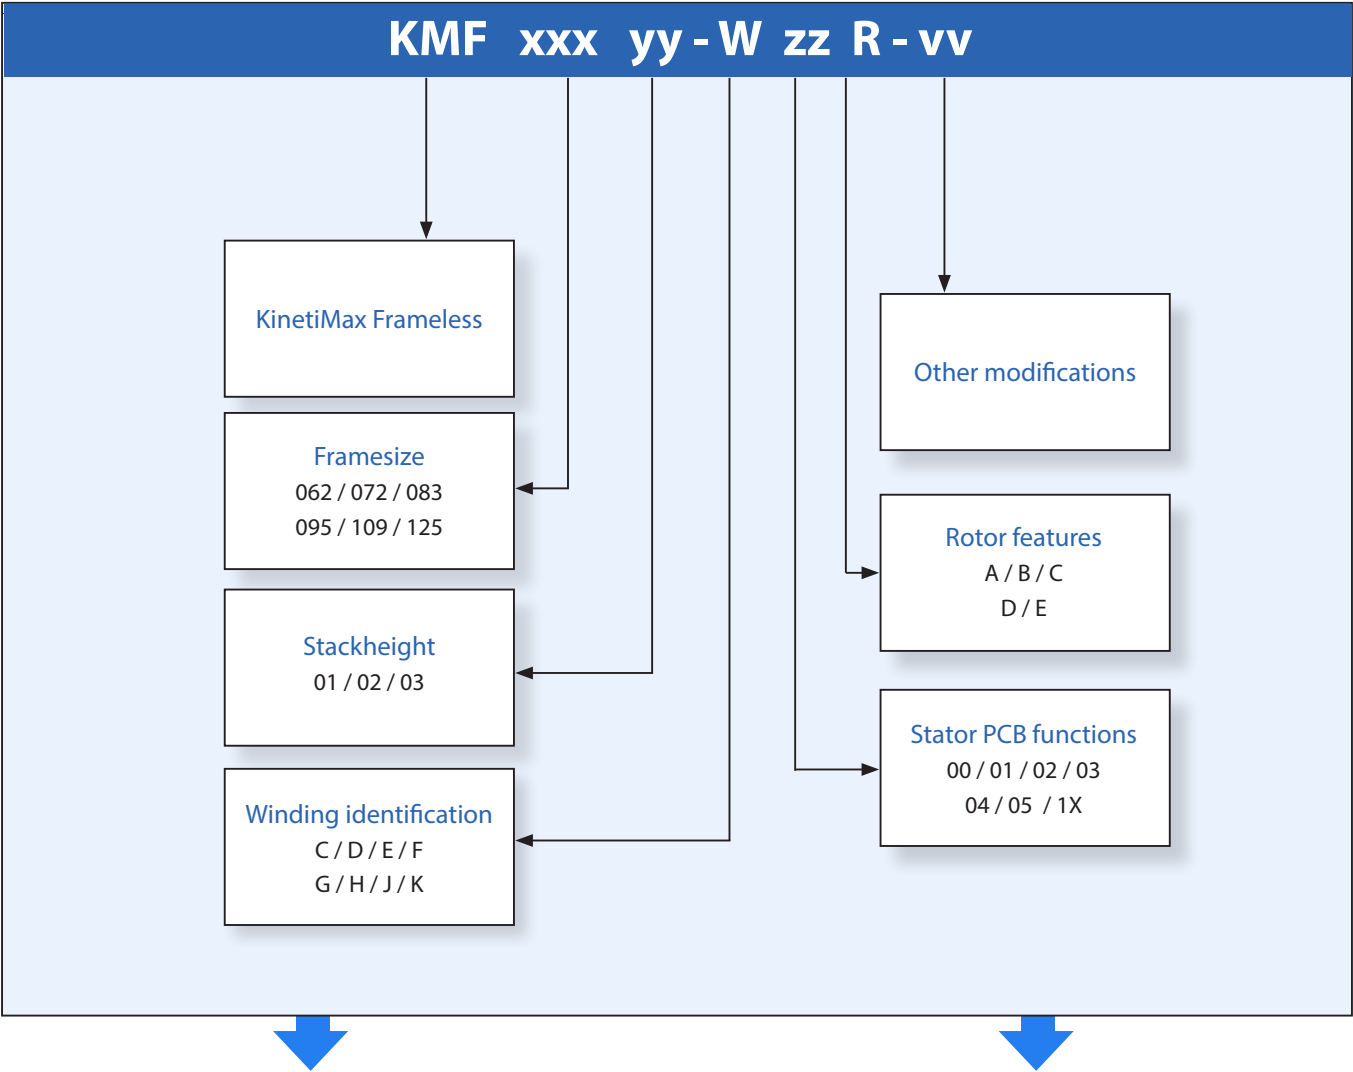 KMF xxx yy - W zz R - vv
KinetiMax Frameless
Framesize
062 / 072 / 083
095 / 109 / 125
Stackheight
01 / 02 / 03
Winding identification
C / D / E / F
G / H / J / K
Other modifications
Rotor features
A / B / C
D / E
Stator PCB functions
00 / 01 / 02 / 03
04 / 05 / 1X